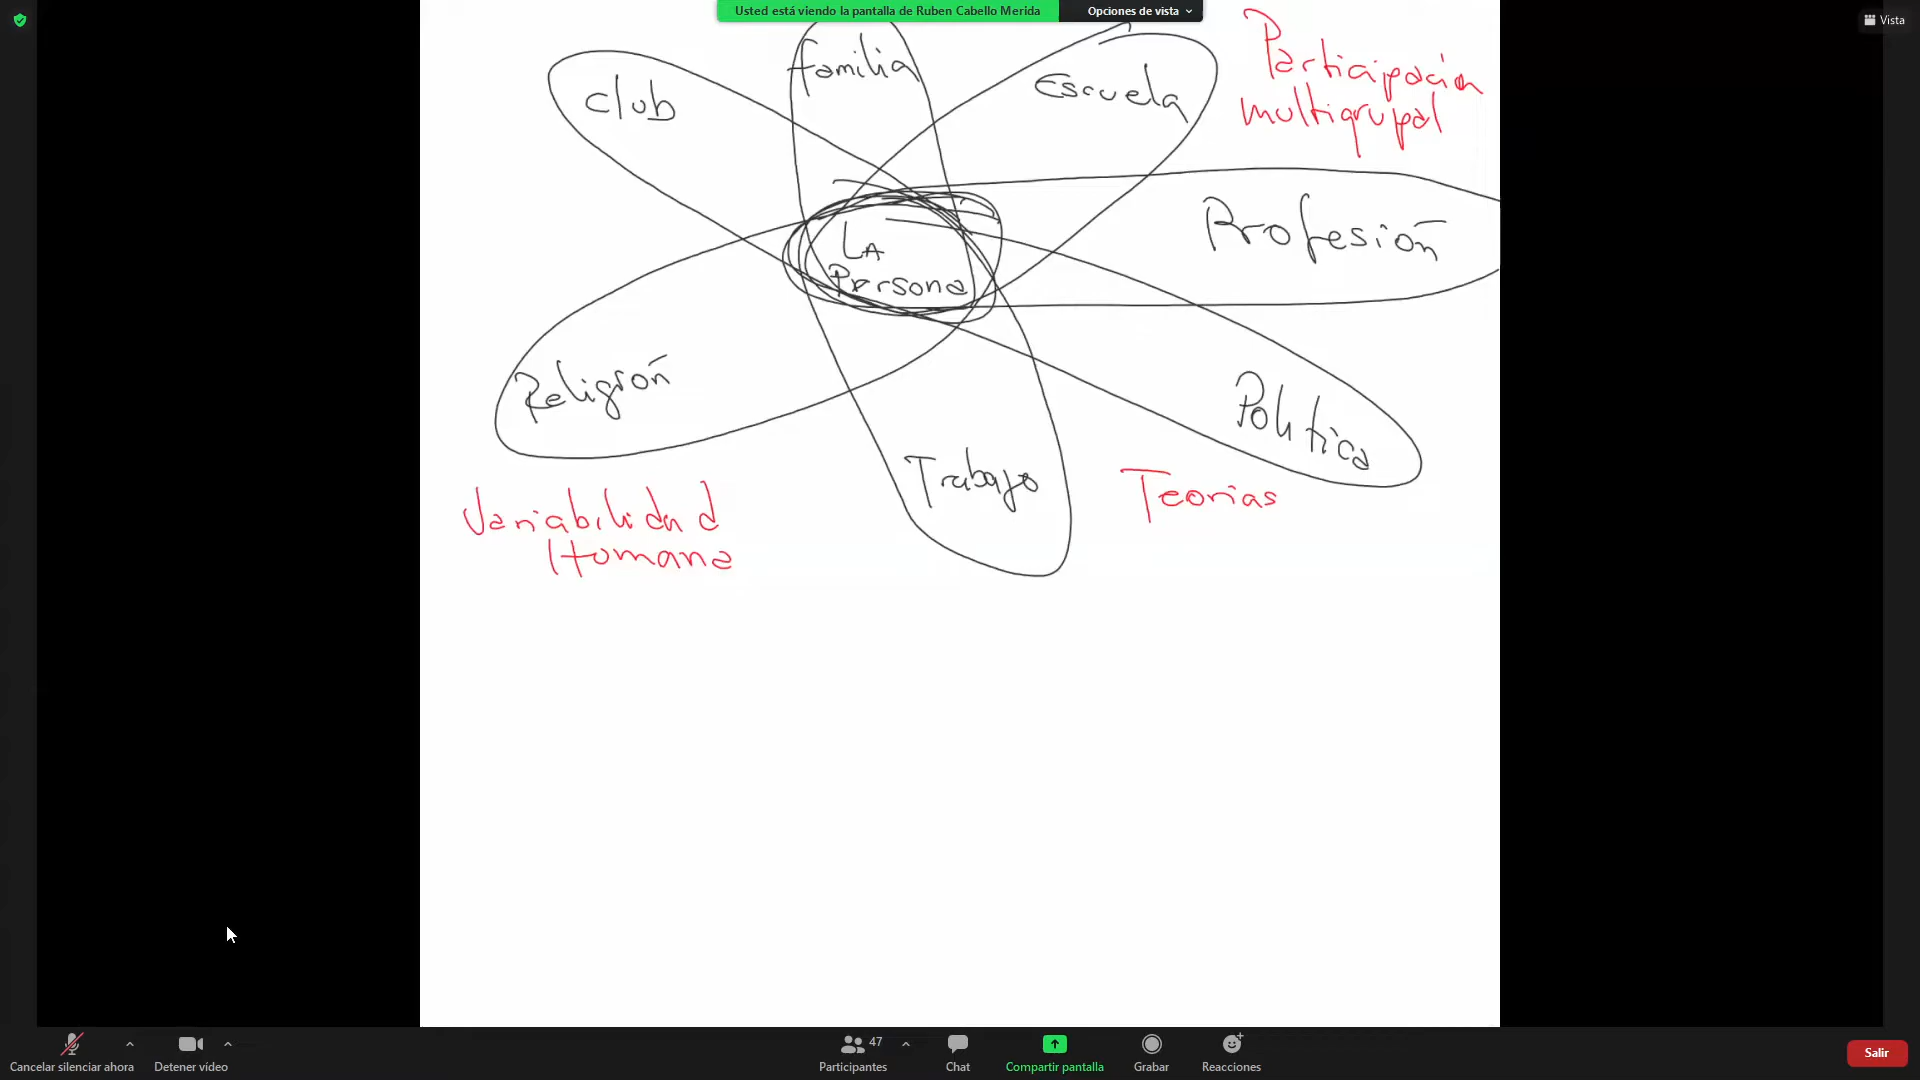 Usted está viendo la pantalla de Ruben Cabello Merida
Opciones de vista
Vista
familia
Club
Escuela
Participación
multigrupal
Profesión
LA
Persona
Religión
Política
Trabajo
Teorias
Variabilidad
Humana
47
Cancelar silenciar ahora
Detener vídeo
Participantes
Chat
Compartir pantalla
Grabar
Reacciones
Salir